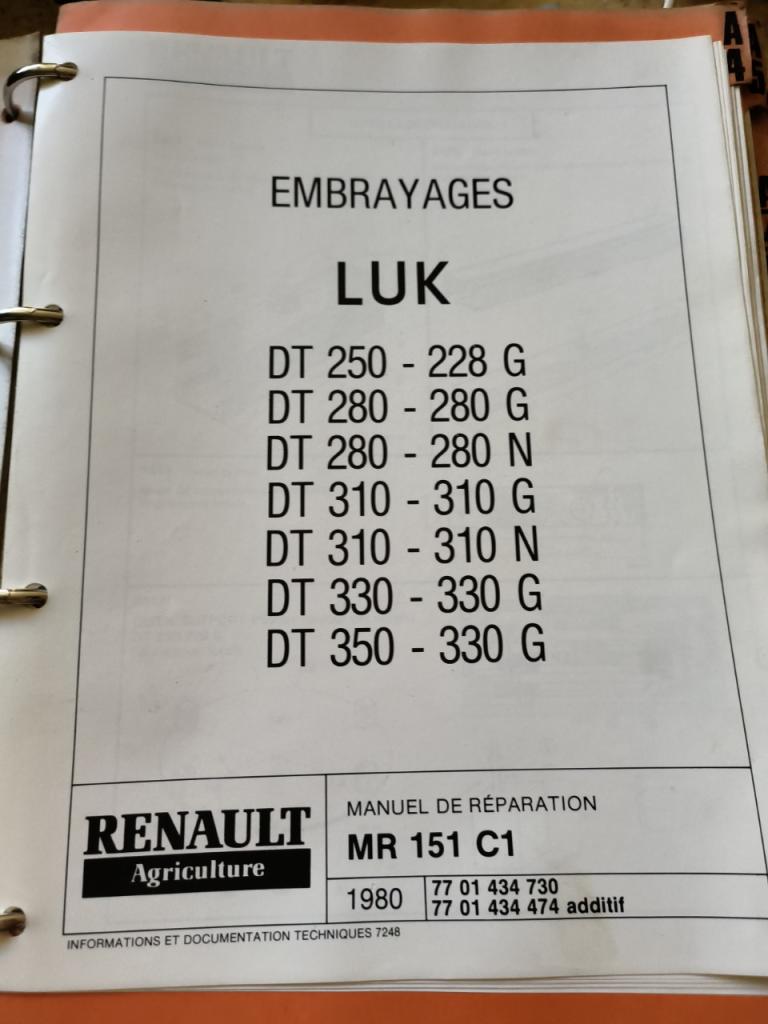 A
4
A
5
EMBRAYAGES
LUK
DT 250 - 228 G
DT 280 - 280 G
DT 280 - 280 N
DT 310 - 310 G
DT 310 - 310 N
DT 330 - 330 G
DT 350 - 330 G
RENAULT
Agriculture
MANUEL DE RÉPARATION
MR 151 C1
1980
77 01 434 730
77 01 434 474 additif
INFORMATIONS ET DOCUMENTATION TECHNIQUES 7248